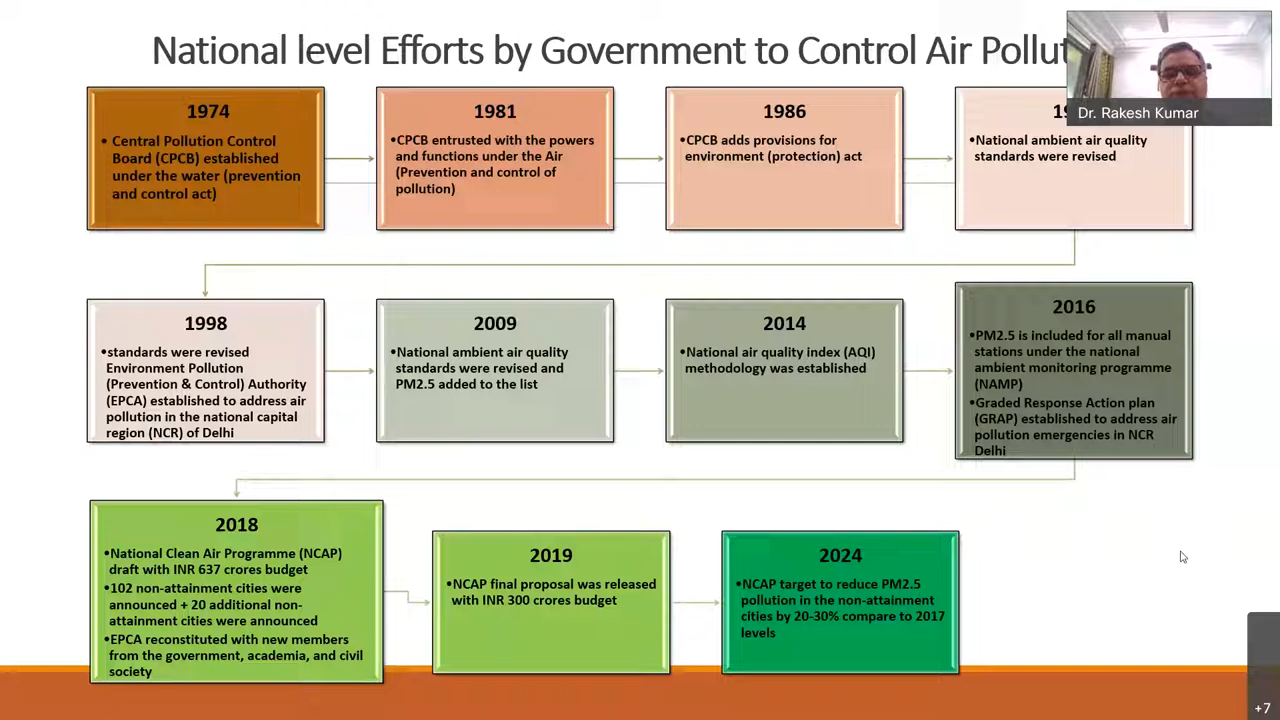 National level Efforts by Government to Control Air Pollut
Dr. Rakesh Kumar
1974
• Central Pollution Control
Board (CPCB) established
under the water (prevention
and control act)
1981
•CPCB entrusted with the powers
and functions under the Air
(Prevention and control of
pollution)
1986
•CPCB adds provisions for
environment (protection) act
•National ambient air quality
standards were revised
1998
•standards were revised
Environment Pollution
(Prevention & Control) Authority
(EPCA) established to address air
pollution in the national capital
region (NCR) of Delhi
2009
•National ambient air quality
standards were revised and
PM2.5 added to the list
2014
•National air quality index (AQI)
methodology was established
2016
•PM2.5 is included for all manual
stations under the national
ambient monitoring programme
(NAMP)
•Graded Response Action plan
(GRAP) established to address air
pollution emergencies in NCR
Delhi
2018
•National Clean Air Programme (NCAP)
draft with INR 637 crores budget
•102 non-attainment cities were
announced + 20 additional non-
attainment cities were announced
•EPCA reconstituted with new members
from the government, academia, and civil
society
2019
•NCAP final proposal was released
with INR 300 crores budget
2024
•NCAP target to reduce PM2.5
pollution in the non-attainment
cities by 20-30% compare to 2017
levels
+7